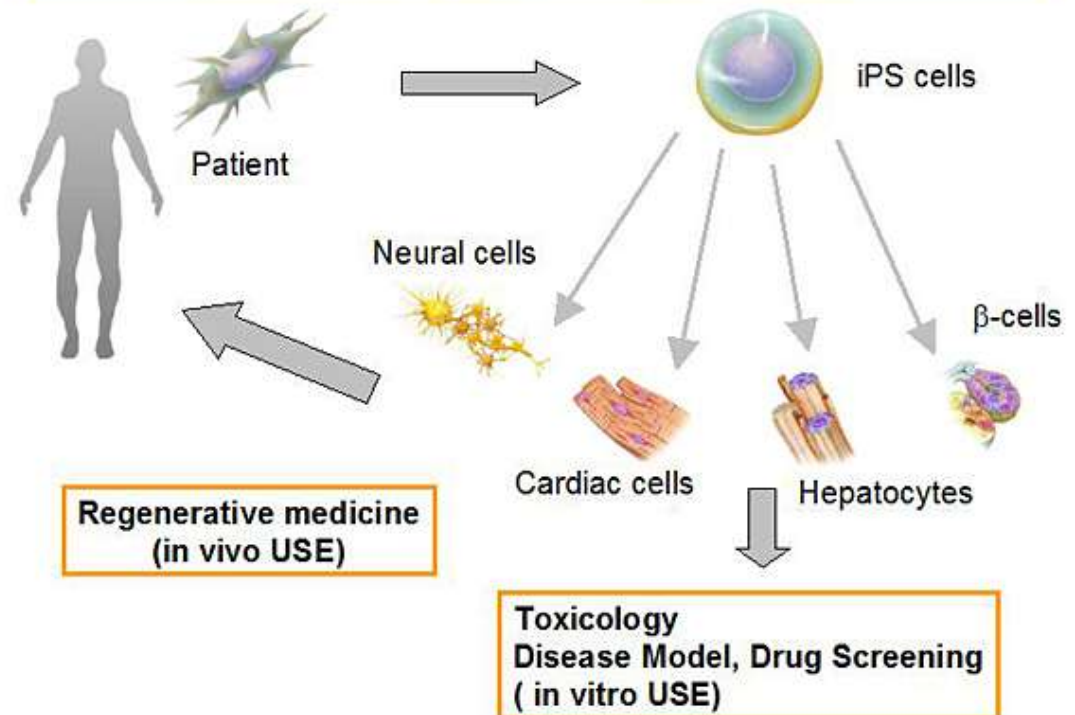 iPS cells
Patient
Neural cells
β-cells
Cardiac cells
Hepatocytes
Regenerative medicine
(in vivo USE)
Toxicology
Disease Model, Drug Screening
( in vitro USE)